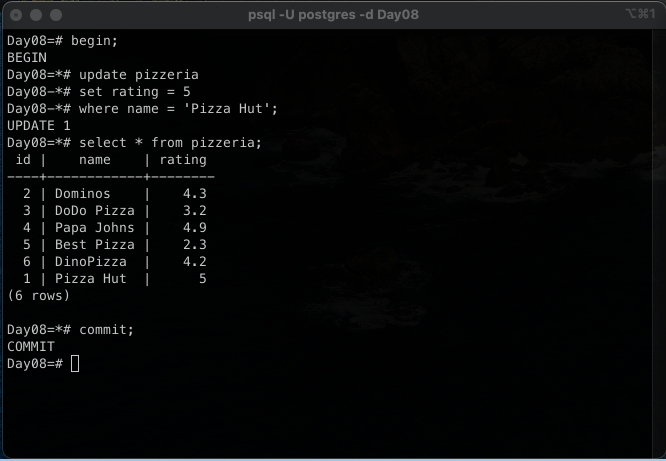 psql -U postgres -d Day08
⌥⌘1
Day08=# begin;
BEGIN
Day08=*# update pizzeria
Day08-*# set rating = 5
Day08-*# where name = 'Pizza Hut';
UPDATE 1
Day08=*# select * from pizzeria;
 id |    name    | rating
----+------------+--------
  2 | Dominos    |    4.3
  3 | DoDo Pizza |    3.2
  4 | Papa Johns |    4.9
  5 | Best Pizza |    2.3
  6 | DinoPizza  |    4.2
  1 | Pizza Hut  |      5
(6 rows)
Day08=*# commit;
COMMIT
Day08=#